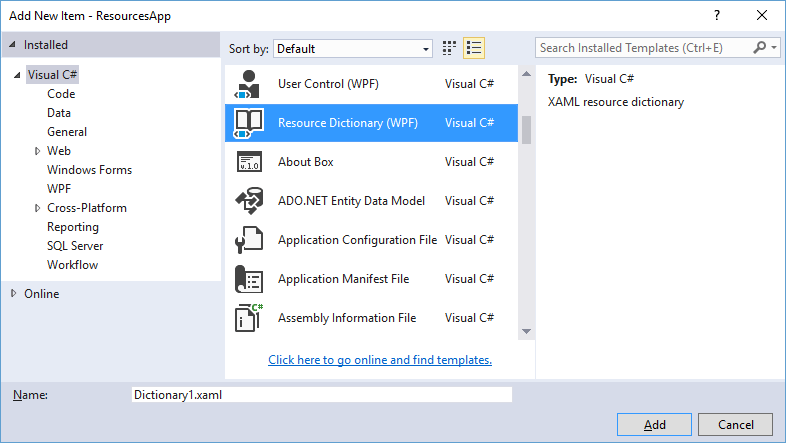 Add New Item - ResourcesApp
?
Installed
Sort by: Default
Search Installed Templates (Ctrl+E)
Visual C#
Code
Data
General
Web
Windows Forms
WPF
Cross-Platform
Reporting
SQL Server
Workflow
Online
User Control (WPF) Visual C#
Resource Dictionary (WPF) Visual C#
v.1.0
About Box Visual C#
ADO.NET Entity Data Model Visual C#
Application Configuration File Visual C#
Application Manifest File Visual C#
C#
Assembly Information File Visual C#
Click here to go online and find templates.
Type: Visual C#
XAML resource dictionary
Name: Dictionary1.xaml
Add Cancel